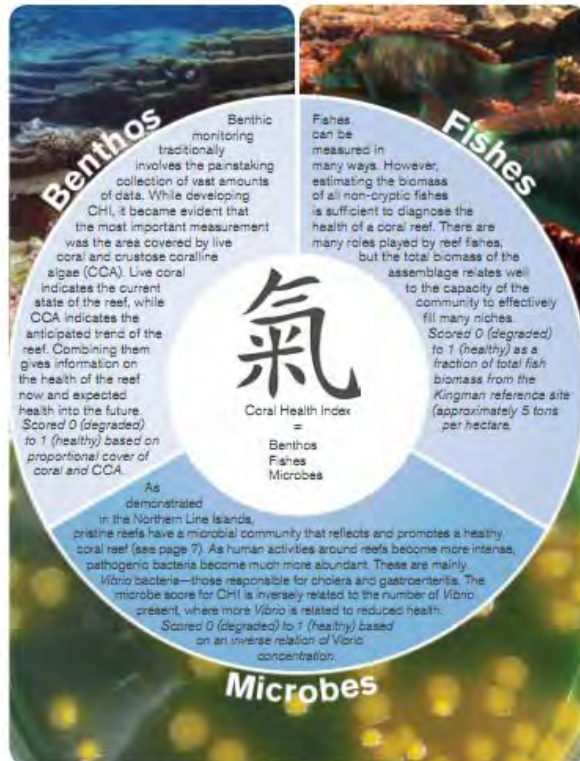 Benthos
Benthic
monitoring
traditionally
involves the painstaking
collection of vast amounts
of data. While developing
CHI, it became evident that
the most important measurement
was the area covered by live
coral and crustose coralline
algae (CCA). Live coral
indicates the current
state of the reef, while
CCA indicates the
anticipated trend of the
reef. Combining them
gives information on
the health of the reef
now and expected
health into the future.
Scored 0 (degraded)
to 1 (healthy) based on
proportional cover of
coral and CCA.
Fishes
Fishes
can be
measured in
many ways. However,
estimating the biomass
of all non-cryptic fishes
is sufficient to diagnose the
health of a coral reef. There are
many roles played by reef fishes,
but the total biomass of the
assemblage relates well
to the capacity of the
community to effectively
fill many niches.
Scored 0 (degraded)
to 1 (healthy) as a
fraction of total fish
biomass from the
Kingman reference site
(approximately 5 tons
per hectare.
氣
Coral Health Index
=
Benthos
Fishes
Microbes
As
demonstrated
in the Northern Line Islands,
pristine reefs have a microbial community that reflects and promotes a healthy
coral reef (see page 7). As human activities around reefs become more intense,
pathogenic bacteria become much more abundant. These are mainly
Vibrio bacteria—those responsible for cholera and gastroenteritis. The
microbe score for CHI is inversely related to the number of Vibrio
present, where more Vibrio is related to reduced health.
Scored 0 (degraded) to 1 (healthy) based
on an inverse relation of Vibrio
concentration.
Microbes